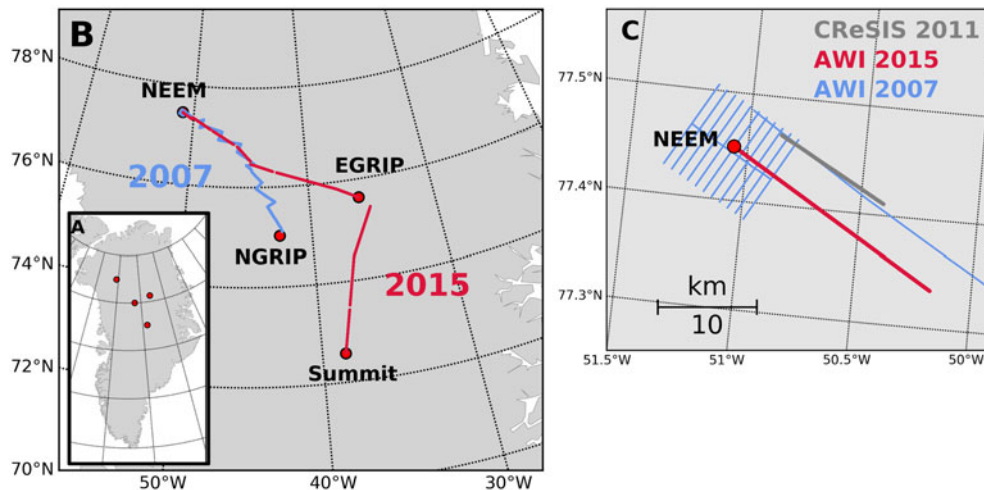 B
78°N
76°N
74°N
72°N
70°N
50°W
40°W
30°W
NEEM
2007
EGRIP
NGRIP
2015
Summit
A
C
CReSIS 2011
AWI 2015
AWI 2007
77.5°N
77.4°N
77.3°N
NEEM
km
10
51.5°W
51°W
50.5°W
50°W